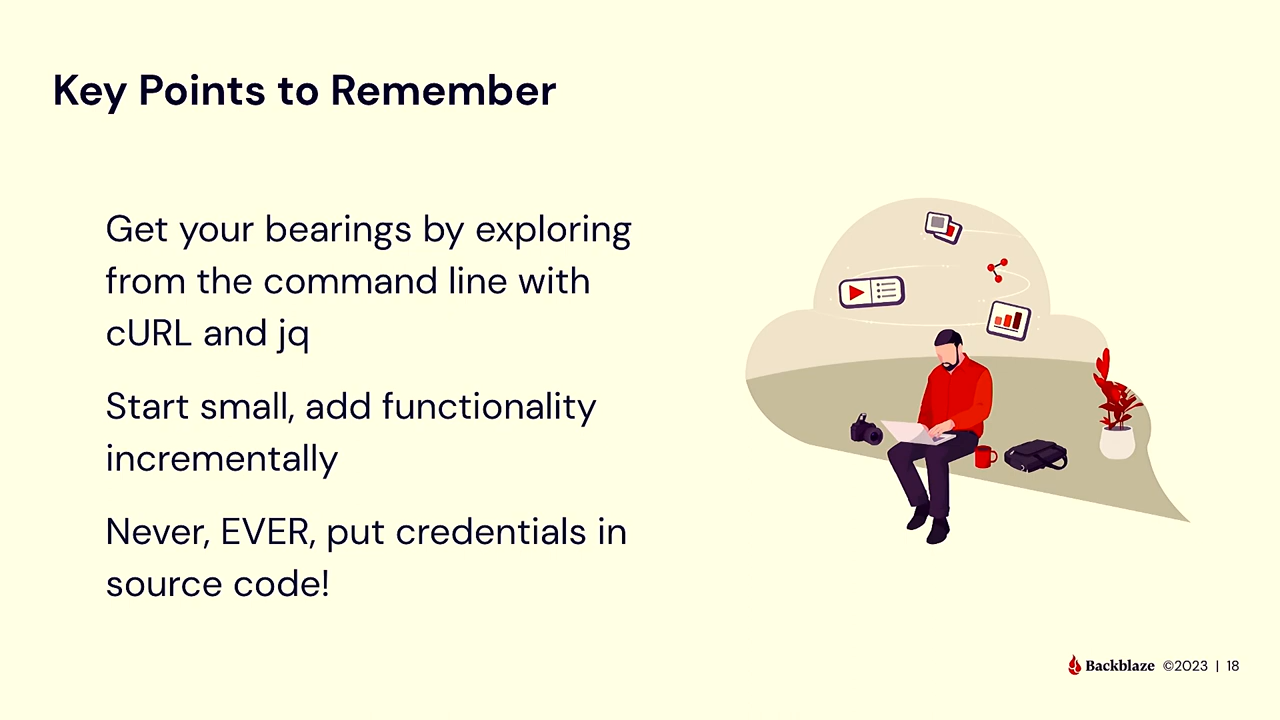 Key Points to Remember
Get your bearings by exploring
from the command line with
cURL and jq
Start small, add functionality
incrementally
Never, EVER, put credentials in
source code!
Backblaze ©2023 | 18